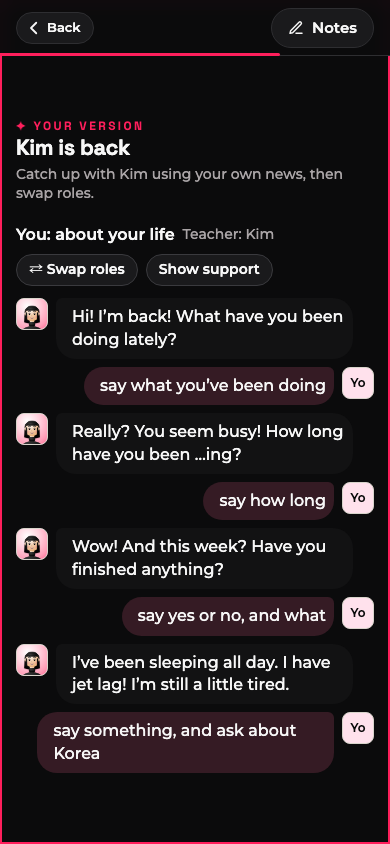 Back
Notes
✦ YOUR VERSION
Kim is back
Catch up with Kim using your own news, then
swap roles.
You: about your life Teacher: Kim
⇄ Swap roles
Show support
Hi! I'm back! What have you been
doing lately?
say what you've been doing
Yo
Really? You seem busy! How long
have you been ...ing?
say how long
Yo
Wow! And this week? Have you
finished anything?
say yes or no, and what
Yo
I've been sleeping all day. I have
jet lag! I'm still a little tired.
say something, and ask about
Korea
Yo